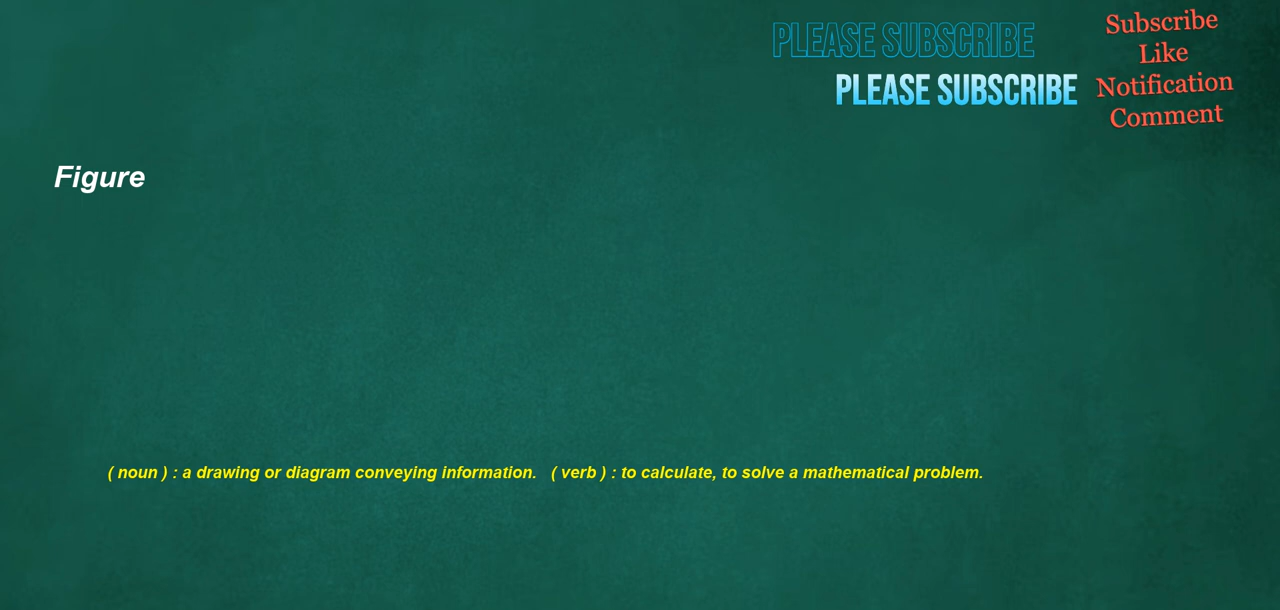 PLEASE SUBSCRIBE
PLEASE SUBSCRIBE
Subscribe
Like
Notification
Comment
Figure
( noun ) : a drawing or diagram conveying information.   ( verb ) : to calculate, to solve a mathematical problem.